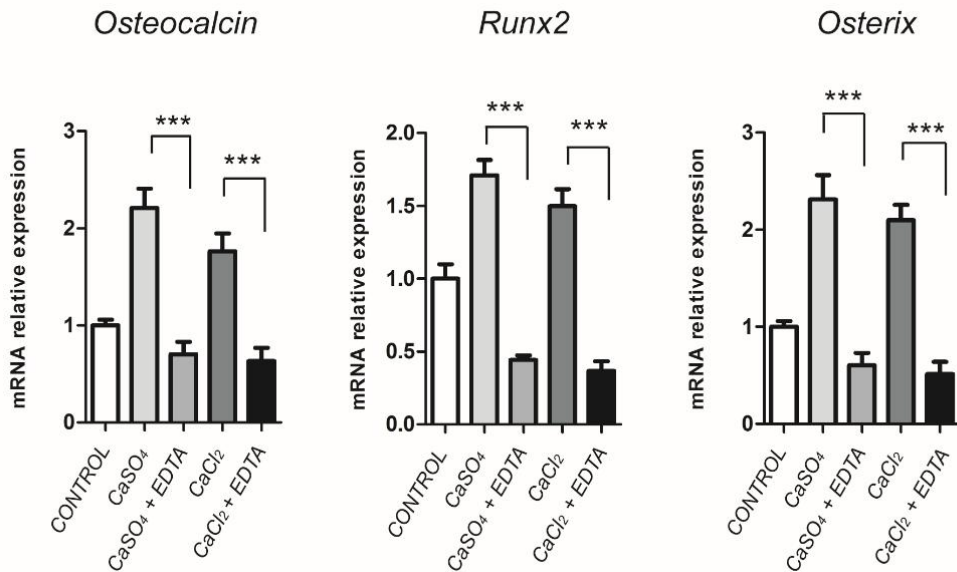 Osteocalcin
mRNA relative expression
3
2
1
0
***
***
CONTROL
CaSO₄
CaSO₄ + EDTA
CaCl₂
CaCl₂ + EDTA
Runx2
mRNA relative expression
2.0
1.5
1.0
0.5
0.0
***
***
CONTROL
CaSO₄
CaSO₄ + EDTA
CaCl₂
CaCl₂ + EDTA
Osterix
mRNA relative expression
3
2
1
0
***
***
CONTROL
CaSO₄
CaSO₄ + EDTA
CaCl₂
CaCl₂ + EDTA